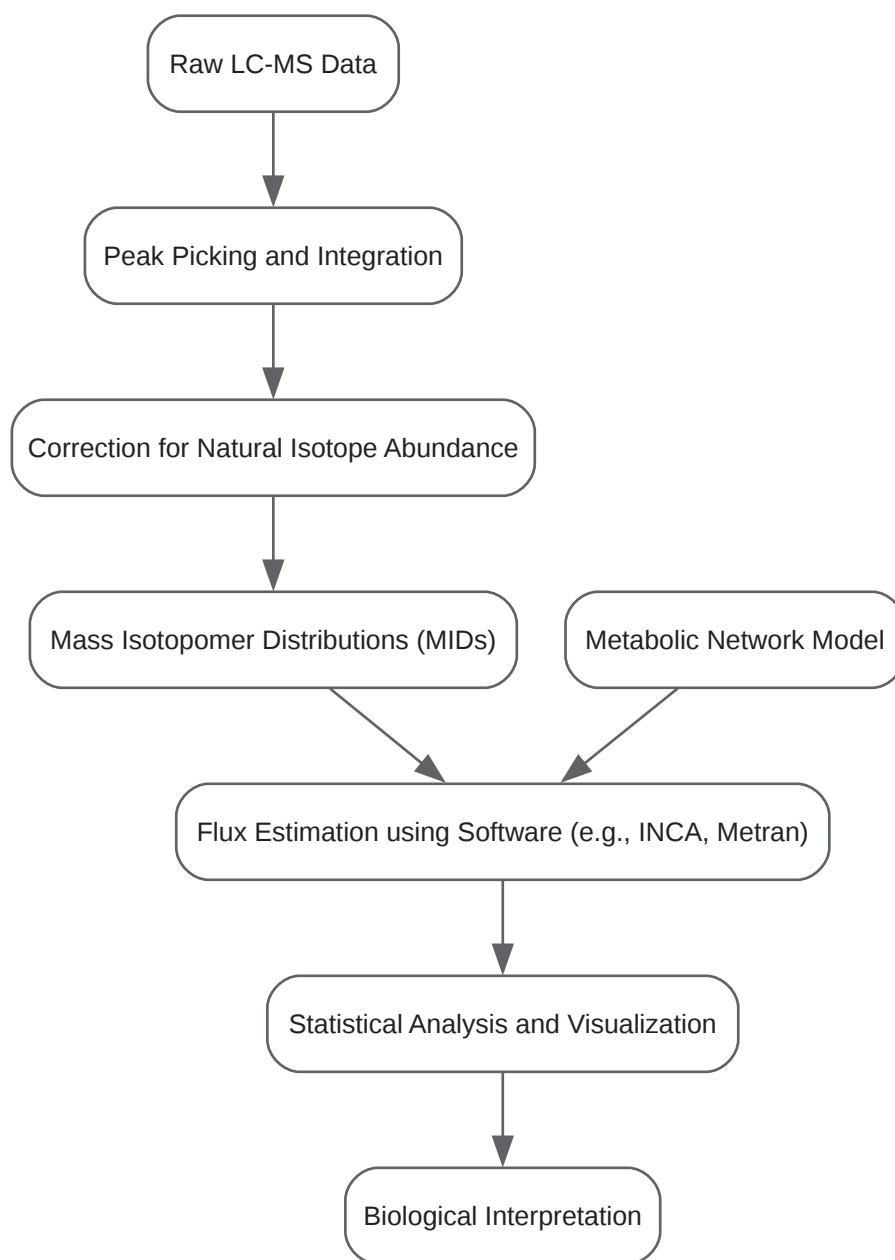 Raw LC-MS Data
Peak Picking and Integration
Correction for Natural Isotope Abundance
Mass Isotopomer Distributions (MIDs)
Metabolic Network Model
Flux Estimation using Software (e.g., INCA, Metran)
Statistical Analysis and Visualization
Biological Interpretation